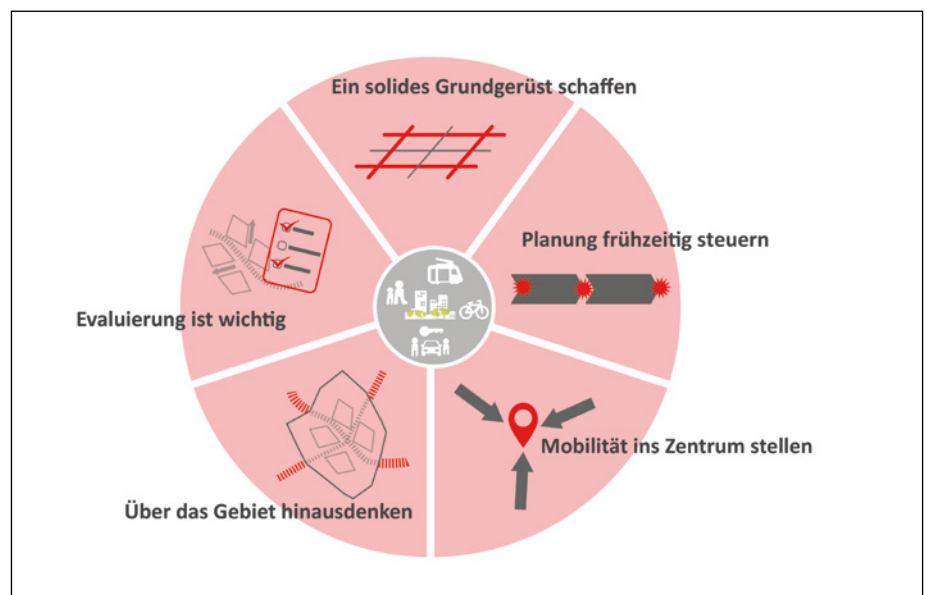 Ein solides Grundgerüst schaffen
Planung frühzeitig steuern
Mobilität ins Zentrum stellen
Über das Gebiet hinausdenken
Evaluierung ist wichtig